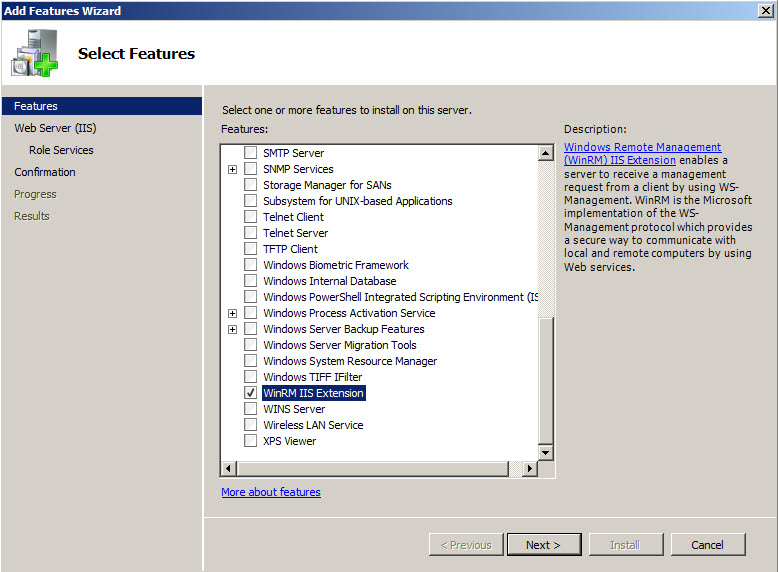 Add Features Wizard
Select Features
Features
Web Server (IIS)
Role Services
Confirmation
Progress
Results
Select one or more features to install on this server.
Features:
SMTP Server
SNMP Services
Storage Manager for SANs
Subsystem for UNIX-based Applications
Telnet Client
Telnet Server
TFTP Client
Windows Biometric Framework
Windows Internal Database
Windows PowerShell Integrated Scripting Environment (IS
Windows Process Activation Service
Windows Server Backup Features
Windows Server Migration Tools
Windows System Resource Manager
Windows TIFF IFilter
WinRM IIS Extension
WINS Server
Wireless LAN Service
XPS Viewer
More about features
Description:
Windows Remote Management
(WinRM) IIS Extension enables a
server to receive a management
request from a client by using WS-
Management. WinRM is the Microsoft
implementation of the WS-
Management protocol which provides
a secure way to communicate with
local and remote computers by using
Web services.
< Previous
Next >
Install
Cancel